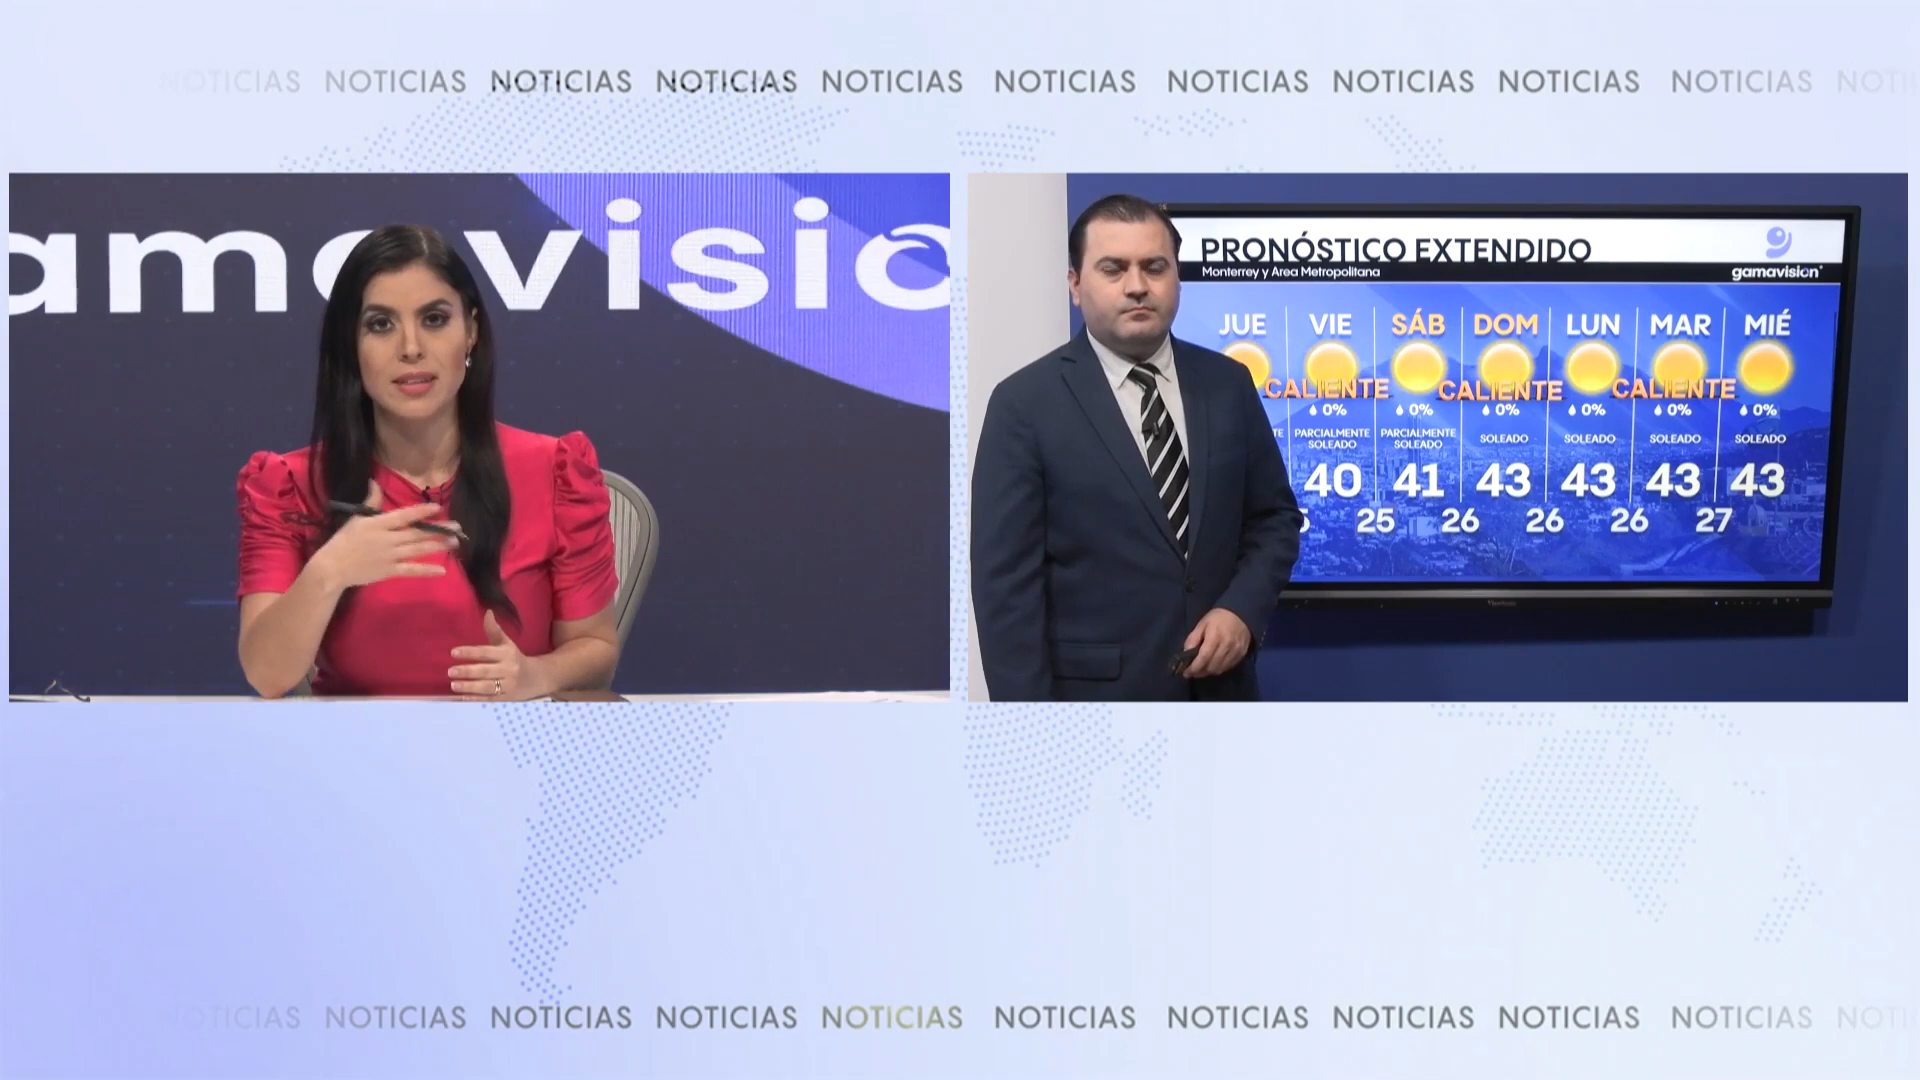 NOTICIAS NOTICIAS NOTICIAS NOTICIAS NOTICIAS NOTICIAS NOTICIAS NOTICIAS NOTICIAS NOTICIAS
PRONÓSTICO EXTENDIDO
Monterrey y Area Metropolitana
gamavision
JUE VIE SÁB DOM LUN MAR MIÉ
CALIENTE CALIENTE CALIENTE
0% 0% 0% 0% 0% 0%
PARCIALMENTE SOLEADO PARCIALMENTE SOLEADO SOLEADO SOLEADO SOLEADO SOLEADO
40 41 43 43 43 43
25 26 26 26 27
NOTICIAS NOTICIAS NOTICIAS NOTICIAS NOTICIAS NOTICIAS NOTICIAS NOTICIAS NOTICIAS